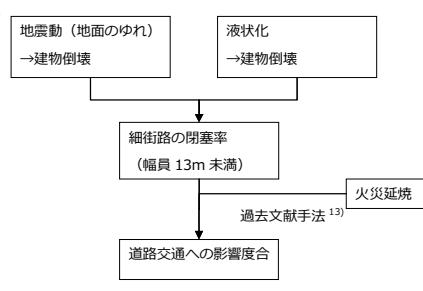 地震動（地面のゆれ）
→建物倒壊
液状化
→建物倒壊
細街路の閉塞率
（幅員 13m 未満）
火災延焼
過去文献手法 13)
道路交通への影響度合